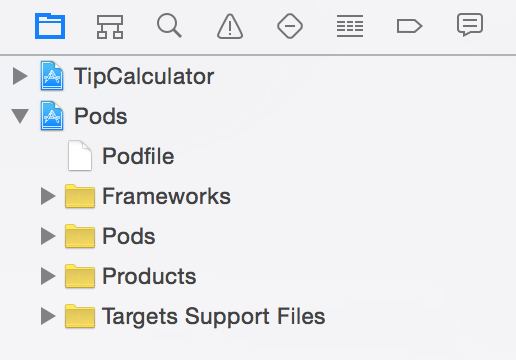 TipCalculator
Pods
Podfile
Frameworks
Pods
Products
Targets Support Files